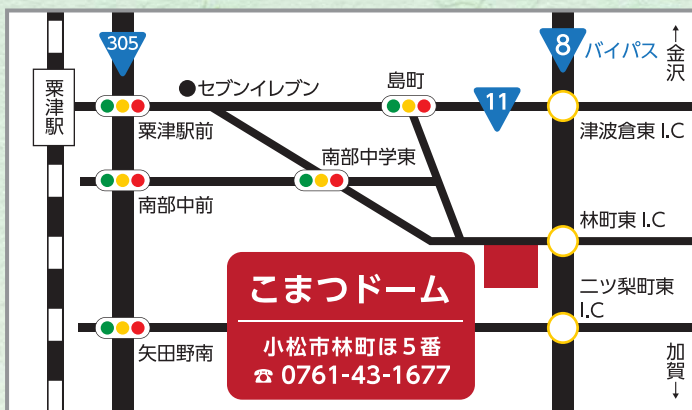 305
8
バイパス
↑金沢
粟津駅
●セブンイレブン
島町
11
粟津駅前
津波倉東 I.C
南部中学東
南部中前
林町東 I.C
こまつドーム
小松市林町ほ5番
☎ 0761-43-1677
二ツ梨町東
I.C
矢田野南
加賀↓